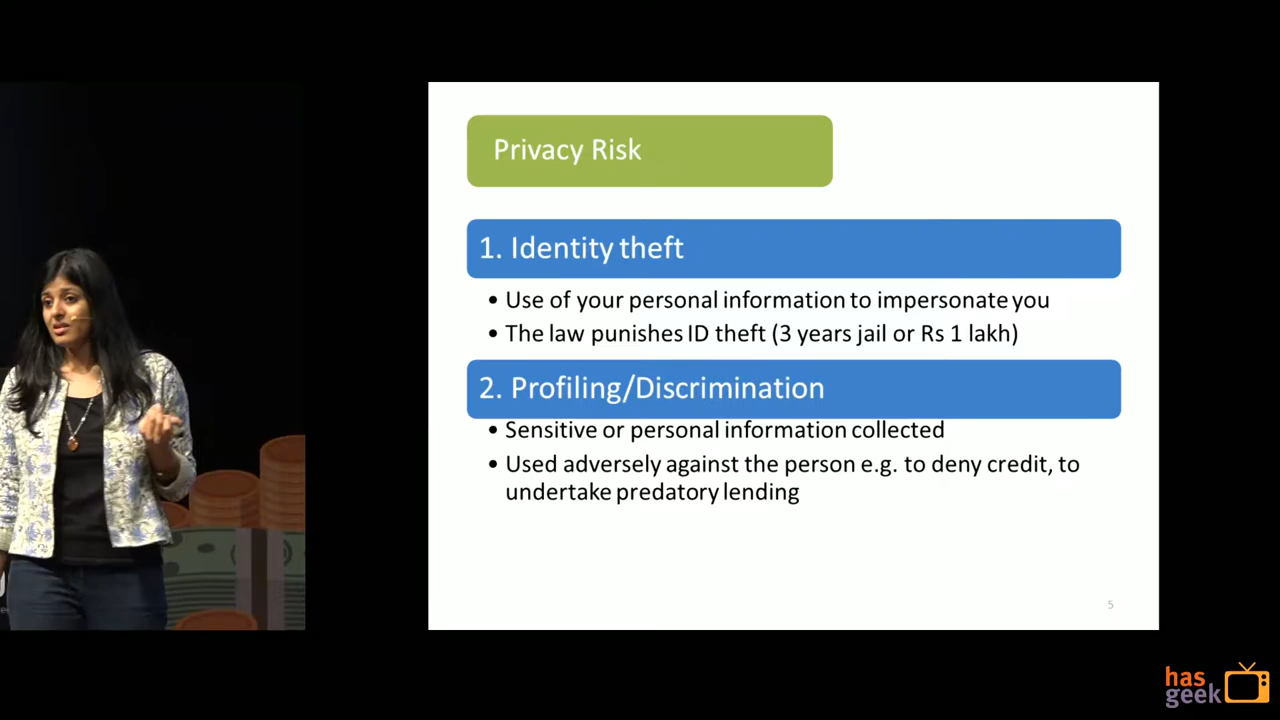 Privacy Risk
1. Identity theft
• Use of your personal information to impersonate you
• The law punishes ID theft (3 years jail or Rs 1 lakh)
2. Profiling/Discrimination
• Sensitive or personal information collected
• Used adversely against the person e.g. to deny credit, to
undertake predatory lending
5
has
geek